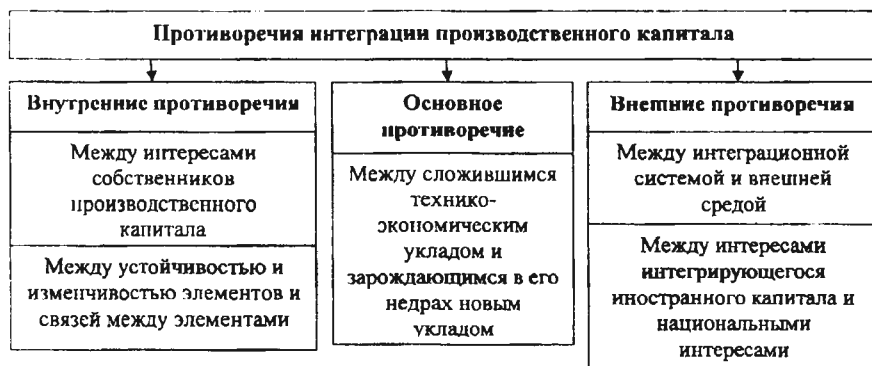 Противоречия интеграции производственного капитала
Внутренние противоречия
Между интересами
собственников
производственного
капитала
Между устойчивостью и
изменчивостью элементов и
связей между элементами
Основное
противоречие
Между сложившимся
технико-
экономическим
укладом и
зарождающимся в его
недрах новым
укладом
Внешние противоречия
Между интеграционной
системой и внешней
средой
Между интересами
интегрирующегося
иностранного капитала и
национальными
интересами